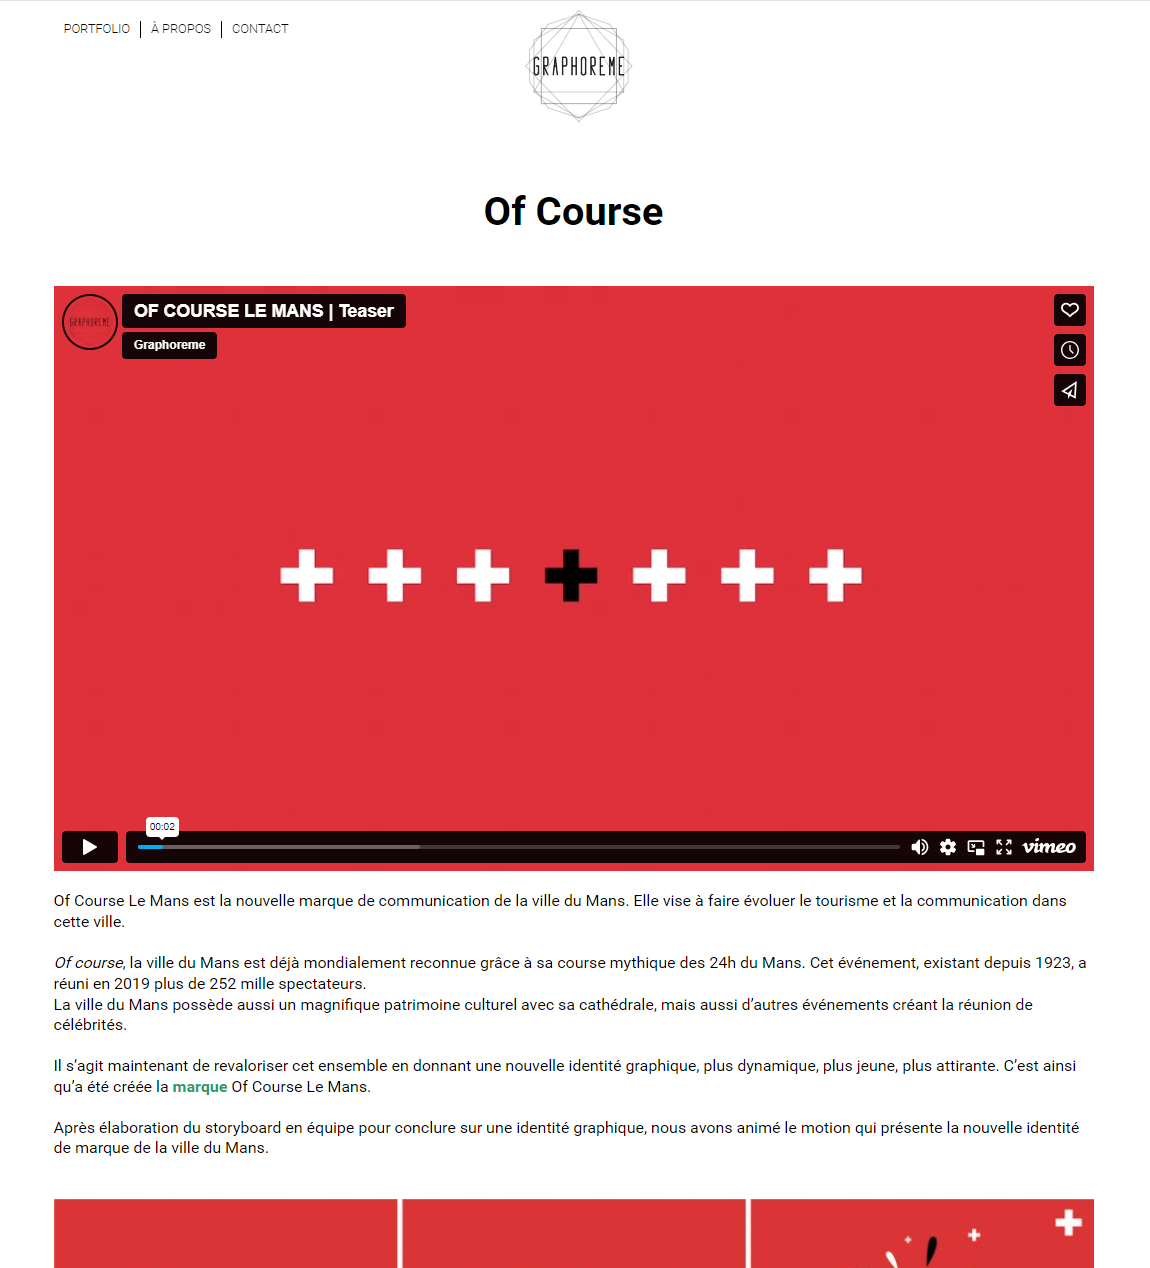 PORTFOLIO
À PROPOS
CONTACT
GRAPHOREME
Of Course
GRAPHOREME
OF COURSE LE MANS | Teaser
Graphoreme
00:02
vimeo
Of Course Le Mans est la nouvelle marque de communication de la ville du Mans. Elle vise à faire évoluer le tourisme et la communication dans
cette ville.
Of course, la ville du Mans est déjà mondialement reconnue grâce à sa course mythique des 24h du Mans. Cet événement, existant depuis 1923, a
réuni en 2019 plus de 252 mille spectateurs.
La ville du Mans possède aussi un magnifique patrimoine culturel avec sa cathédrale, mais aussi d’autres événements créant la réunion de
célébrités.
Il s’agit maintenant de revaloriser cet ensemble en donnant une nouvelle identité graphique, plus dynamique, plus jeune, plus attirante. C’est ainsi
qu’a été créée la marque Of Course Le Mans.
Après élaboration du storyboard en équipe pour conclure sur une identité graphique, nous avons animé le motion qui présente la nouvelle identité
de marque de la ville du Mans.